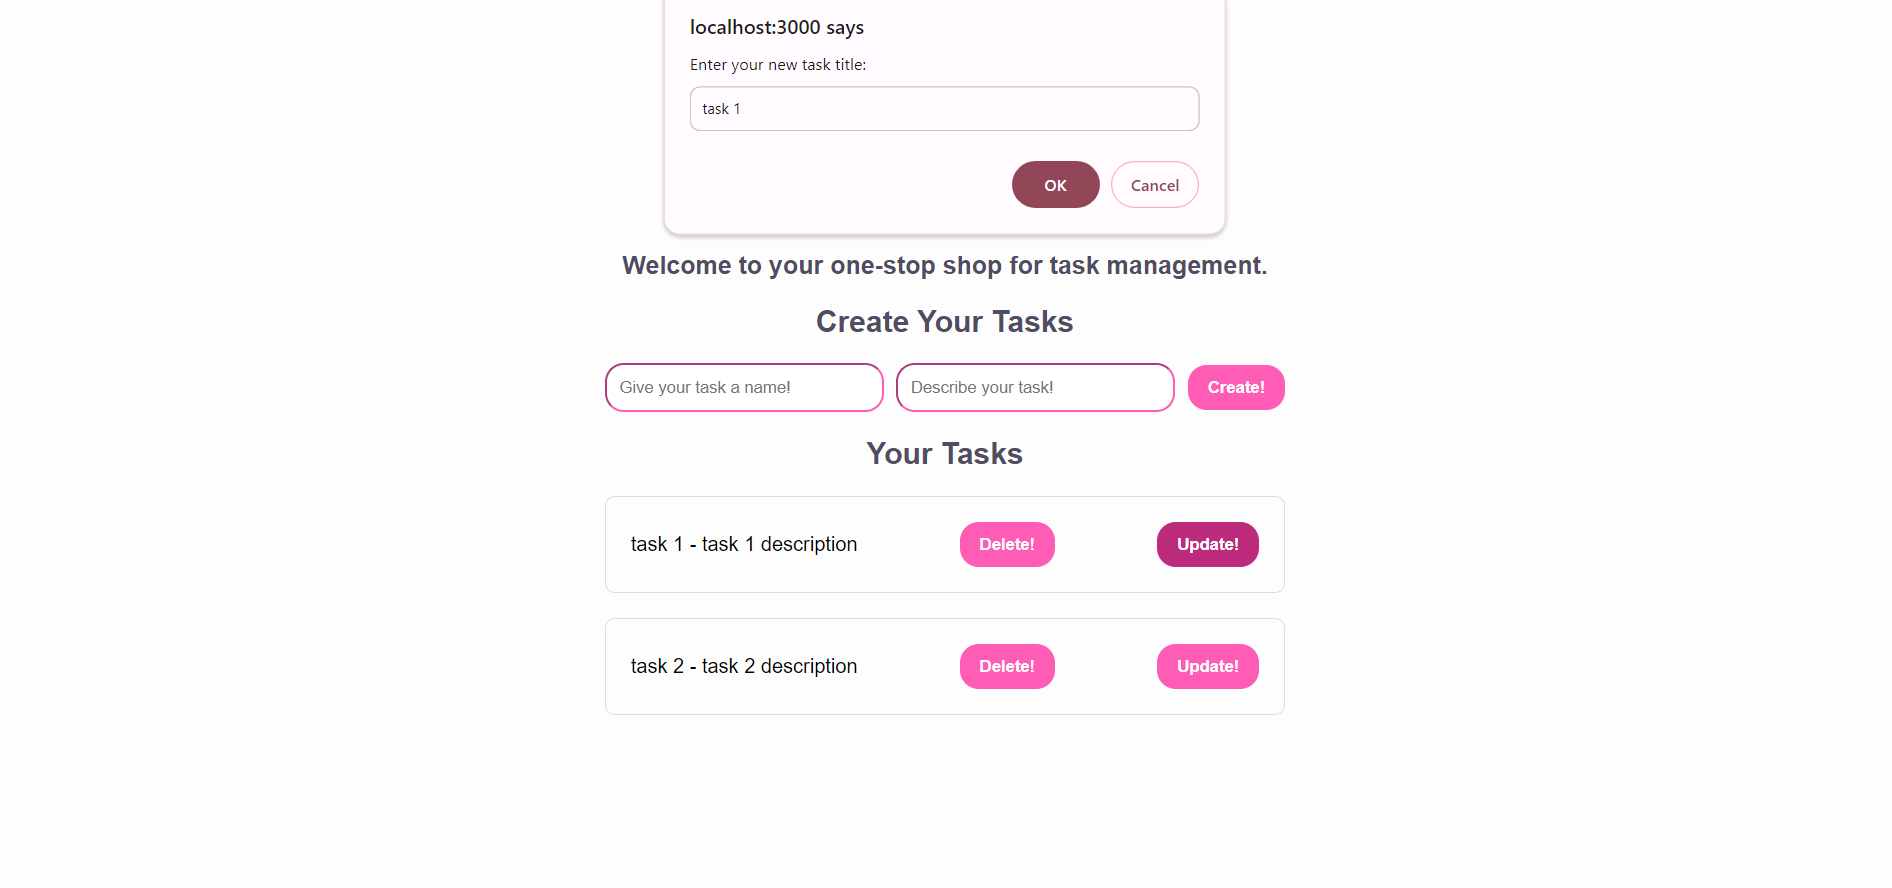 localhost:3000 says
Enter your new task title:
task 1
OK Cancel
Welcome to your one-stop shop for task management.
Create Your Tasks
Give your task a name! Describe your task! Create!
Your Tasks
task 1 - task 1 description Delete! Update!
task 2 - task 2 description Delete! Update!